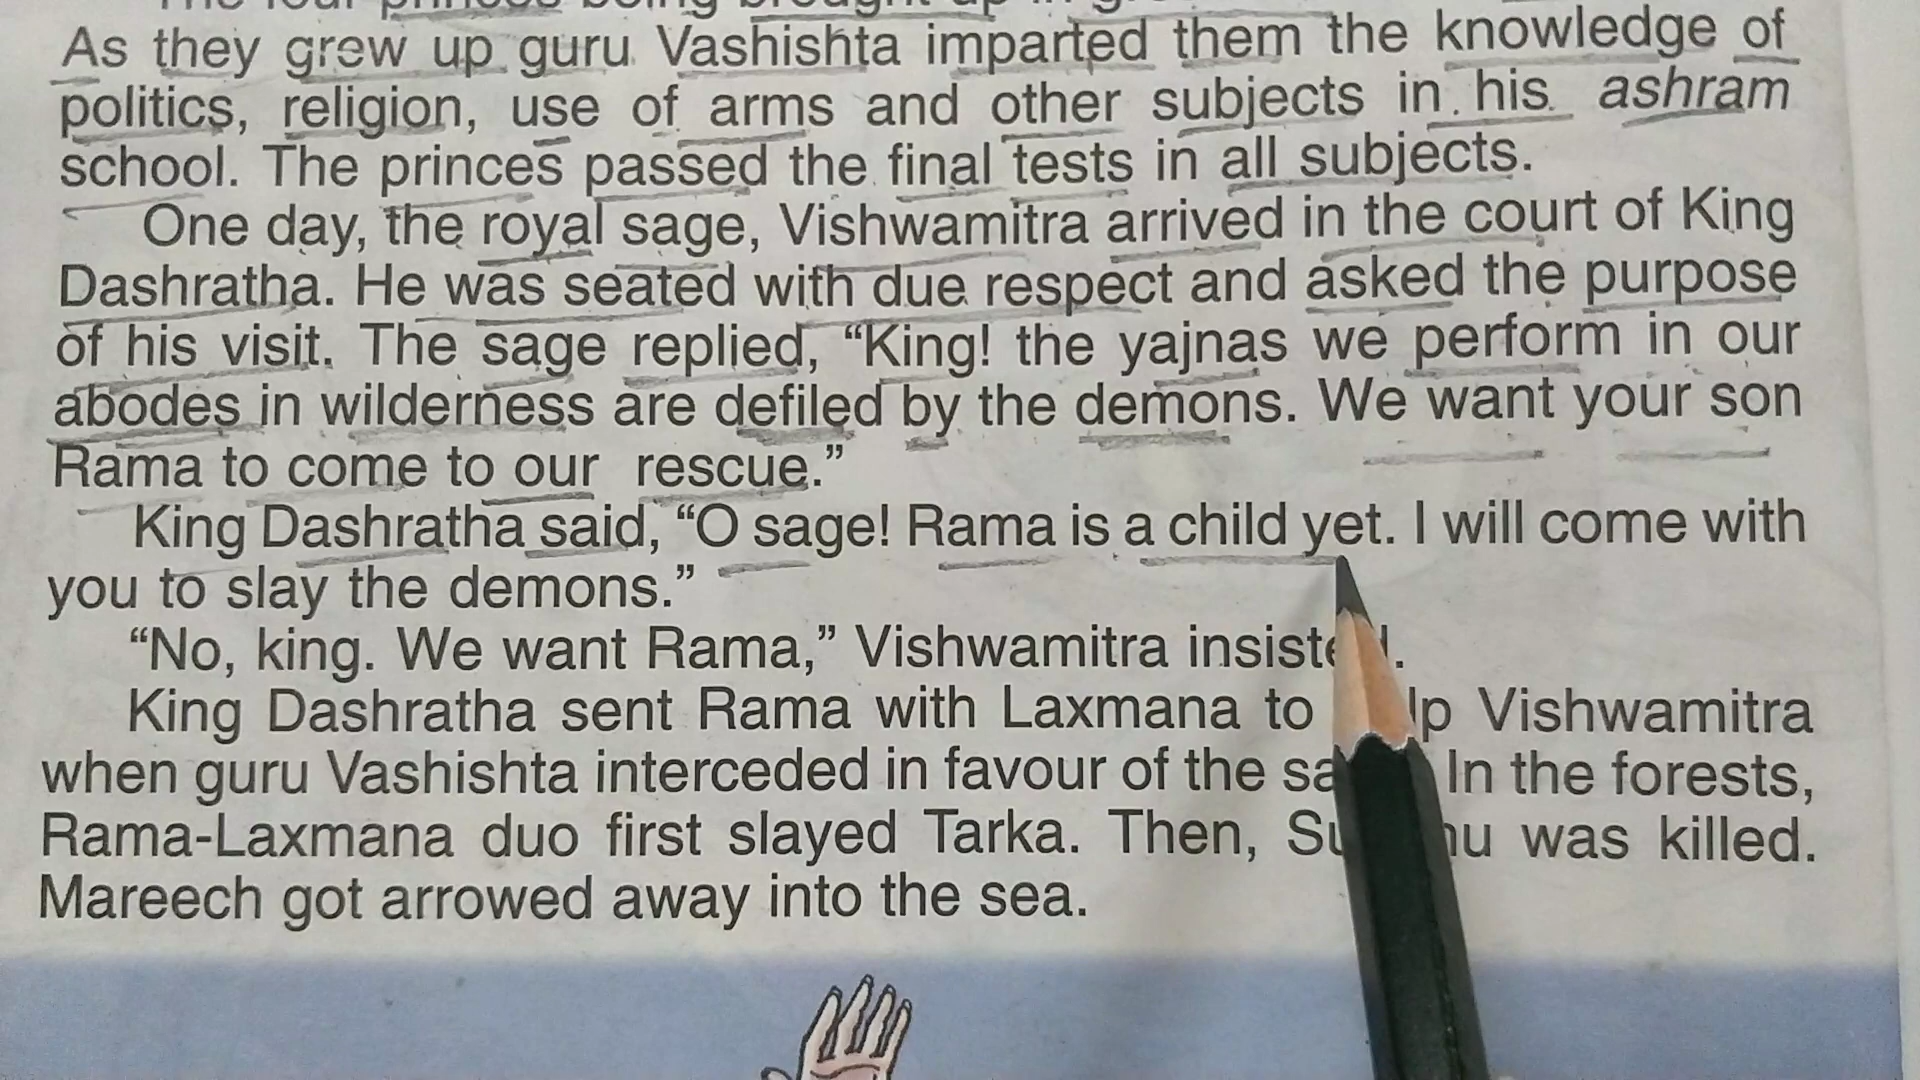 The four princes being brought up in
As they grew up guru Vashishta imparted them the knowledge of
politics, religion, use of arms and other subjects in his ashram
school. The princes passed the final tests in all subjects.
One day, the royal sage, Vishwamitra arrived in the court of King
Dashratha. He was seated with due respect and asked the purpose
of his visit. The sage replied, “King! the yajnas we perform in our
abodes in wilderness are defiled by the demons. We want your son
Rama to come to our rescue.”
King Dashratha said, “O sage! Rama is a child yet. I will come with
you to slay the demons.”
“No, king. We want Rama,” Vishwamitra insisted.
King Dashratha sent Rama with Laxmana to Vishwamitra
when guru Vashishta interceded in favour of the In the forests,
Rama-Laxmana duo first slayed Tarka. Then, was killed.
Mareech got arrowed away into the sea.